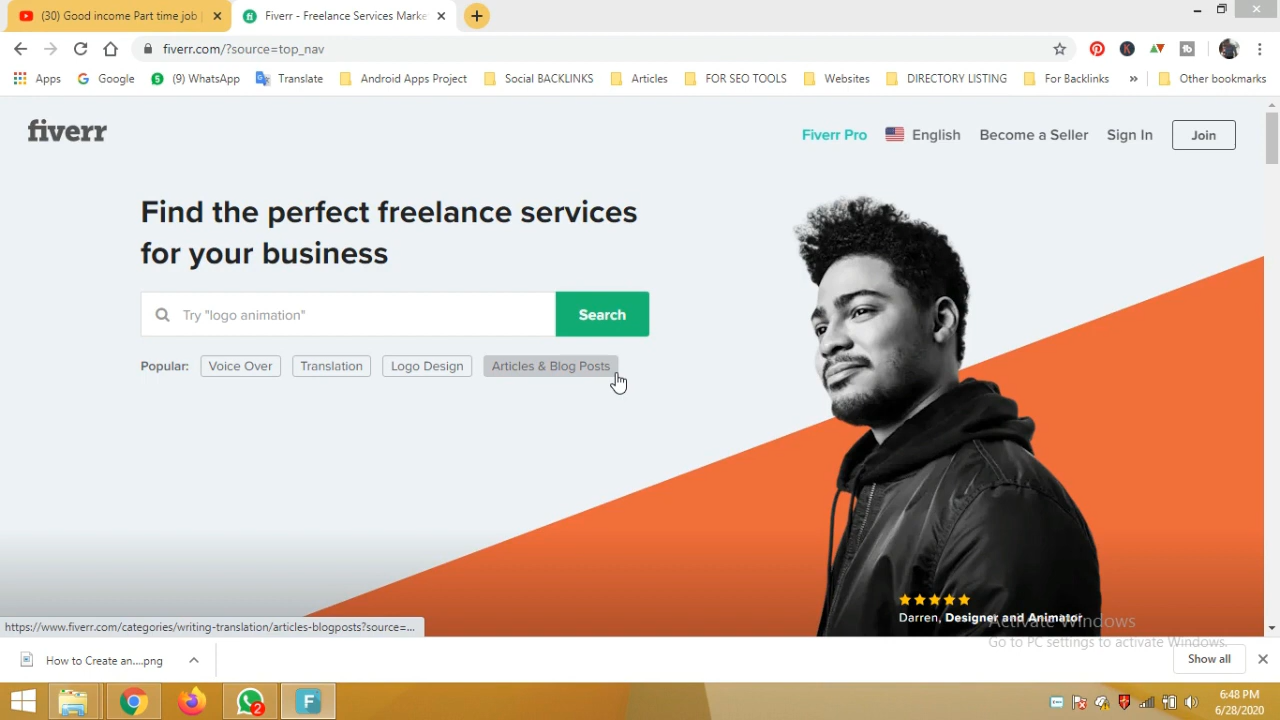 (30) Good income Part time job
Fiverr - Freelance Services Marke
fiverr.com/?source=top_nav
Apps
Google
(9) WhatsApp
Translate
Android Apps Project
Social BACKLINKS
Articles
FOR SEO TOOLS
Websites
DIRECTORY LISTING
For Backlinks
»
Other bookmarks
fiverr
Fiverr Pro
English
Become a Seller
Sign In
Join
Find the perfect freelance services
for your business
Try "logo animation"
Search
Popular:
Voice Over
Translation
Logo Design
Articles & Blog Posts
Darren, Designer and Animator
Activate Windows
Go to PC settings to activate Windows.
https://www.fiverr.com/categories/writing-translation/articles-blogposts?source=...
How to Create an....png
Show all
2
F
6:48 PM
6/28/2020